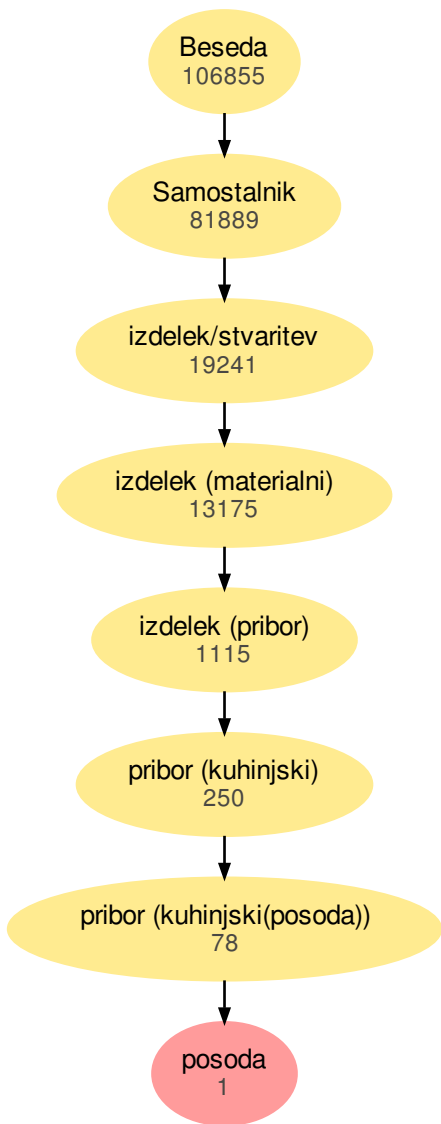 Beseda
106855
Samostalnik
81889
izdelek/stvaritev
19241
izdelek (materialni)
13175
izdelek (pribor)
1115
pribor (kuhinjski)
250
pribor (kuhinjski(posoda))
78
posoda
1